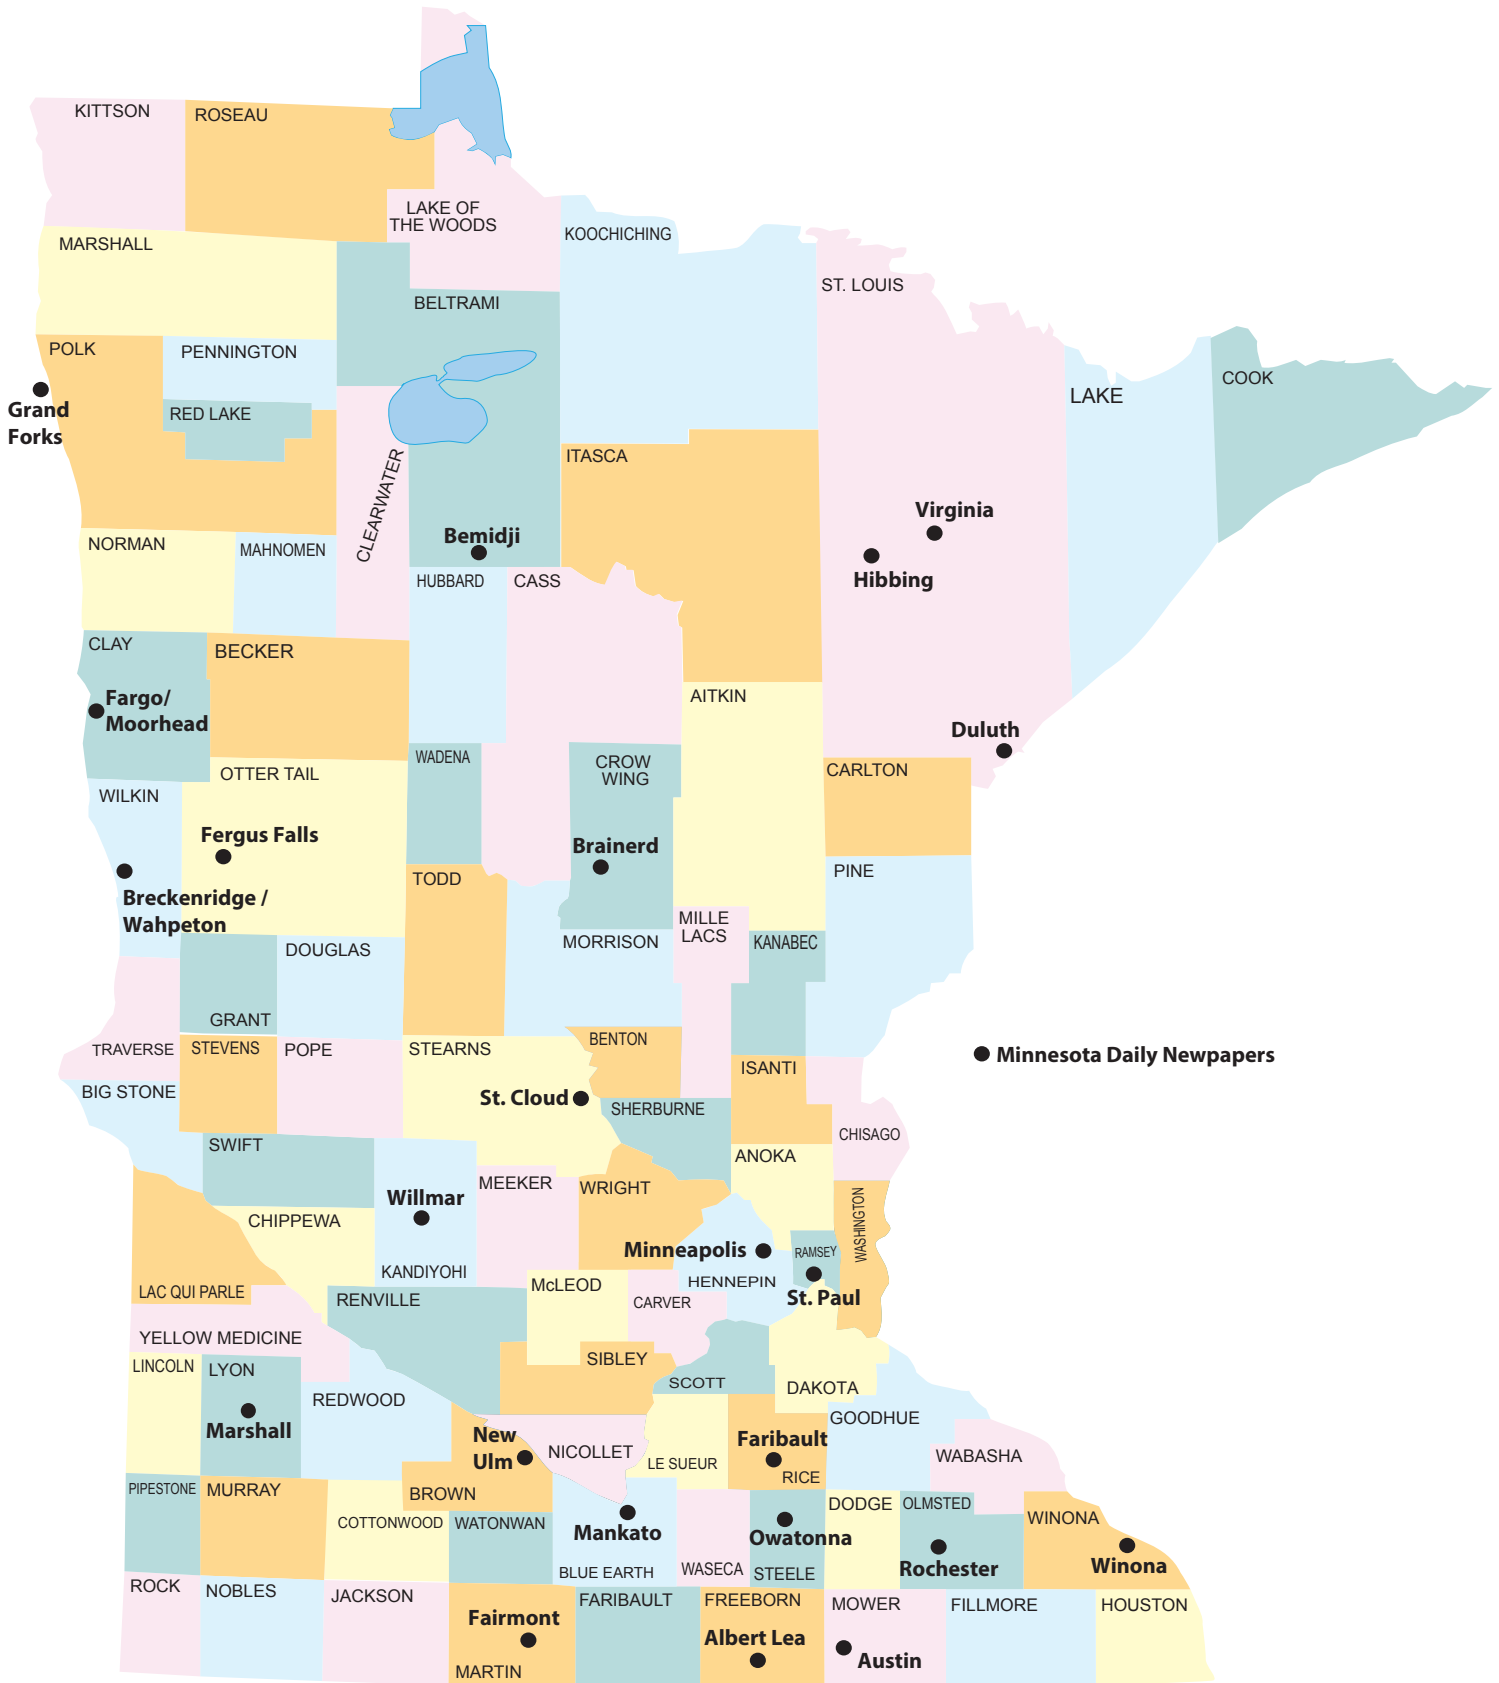 KITTSON
ROSEAU
LAKE OF
THE WOODS
KOOCHICHING
MARSHALL
ST. LOUIS
BELTRAMI
POLK
PENNINGTON
COOK
LAKE
Grand
Forks
RED LAKE
ITASCA
CLEARWATER
Virginia
Bemidji
NORMAN
MAHNOMEN
Hibbing
HUBBARD
CASS
CLAY
BECKER
Fargo/
Moorhead
AITKIN
Duluth
WADENA
CROW
WING
OTTER TAIL
CARLTON
WILKIN
Fergus Falls
Brainerd
PINE
TODD
Breckenridge /
Wahpeton
MILLE
LACS
MORRISON
KANABEC
DOUGLAS
GRANT
TRAVERSE
STEVENS
POPE
STEARNS
BENTON
Minnesota Daily Newpapers
ISANTI
BIG STONE
St. Cloud
SHERBURNE
CHISAGO
SWIFT
ANOKA
MEEKER
WRIGHT
Willmar
WASHINGTON
CHIPPEWA
Minneapolis
RAMSEY
KANDIYOHI
HENNEPIN
LAC QUI PARLE
McLEOD
St. Paul
RENVILLE
CARVER
YELLOW MEDICINE
LINCOLN
LYON
SIBLEY
SCOTT
DAKOTA
REDWOOD
GOODHUE
Marshall
New
Ulm
Faribault
NICOLLET
WABASHA
LE SUEUR
RICE
PIPESTONE
MURRAY
BROWN
DODGE
OLMSTED
COTTONWOOD
WATONWAN
WINONA
Mankato
Owatonna
Rochester
Winona
BLUE EARTH
WASECA
STEELE
ROCK
NOBLES
JACKSON
FARIBAULT
FREEBORN
MOWER
FILLMORE
HOUSTON
Fairmont
Albert Lea
Austin
MARTIN